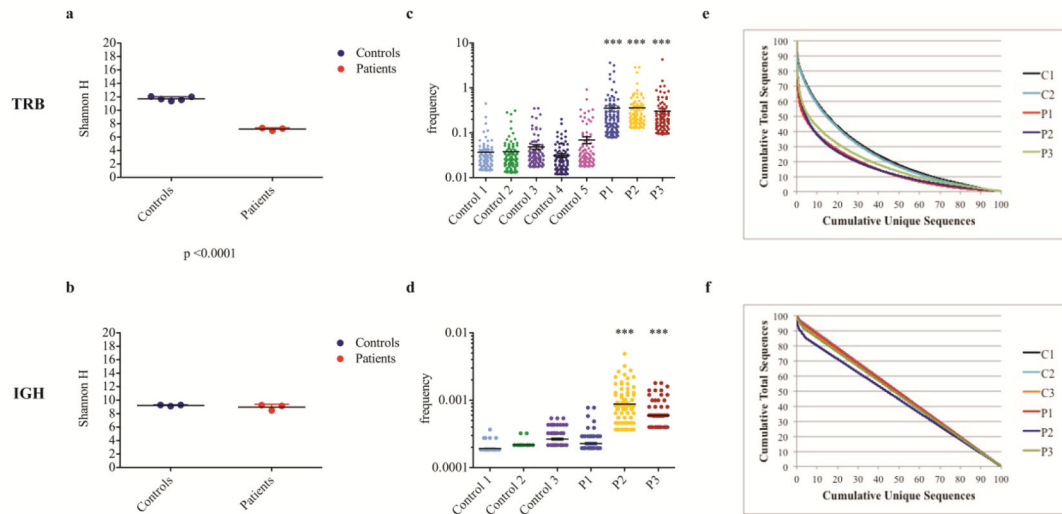 a
c
e
TRB
Shannon H
20
18
16
14
12
10
8
6
4
2
0
Controls
Patients
Controls
Patients
p <0.0001
frequency
10
1
0.1
0.01
*** *** ***
Control 1
Control 2
Control 3
Control 4
Control 5
P1
P2
P3
Cumulative Total Sequences
100
90
80
70
60
50
40
30
20
10
0
0 10 20 30 40 50 60 70 80 90 100
Cumulative Unique Sequences
C1
C2
P1
P2
P3
b
d
f
IGH
Shannon H
20
18
16
14
12
10
8
6
4
2
0
Controls
Patients
Controls
Patients
frequency
0.01
0.001
0.0001
*** ***
Control 1
Control 2
Control 3
P1
P2
P3
Cumulative Total Sequences
100
90
80
70
60
50
40
30
20
10
0
0 10 20 30 40 50 60 70 80 90 100
Cumulative Unique Sequences
C1
C2
C3
P1
P2
P3